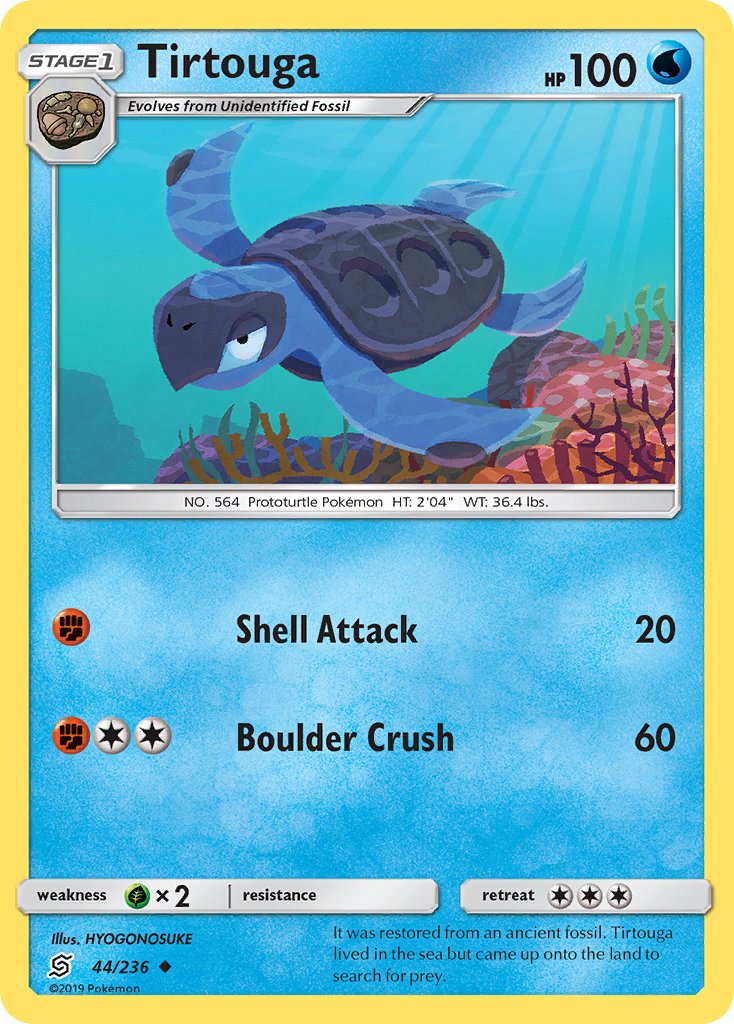 STAGE1
Tirtouga
HP100
Evolves from Unidentified Fossil
NO. 564 Prototurtle Pokémon HT: 2'04" WT: 36.4 lbs.
Shell Attack 20
Boulder Crush 60
weakness ×2 resistance retreat
Illus. HYOGONOSUKE
44/236
©2019 Pokémon
It was restored from an ancient fossil. Tirtouga
lived in the sea but came up onto the land to
search for prey.